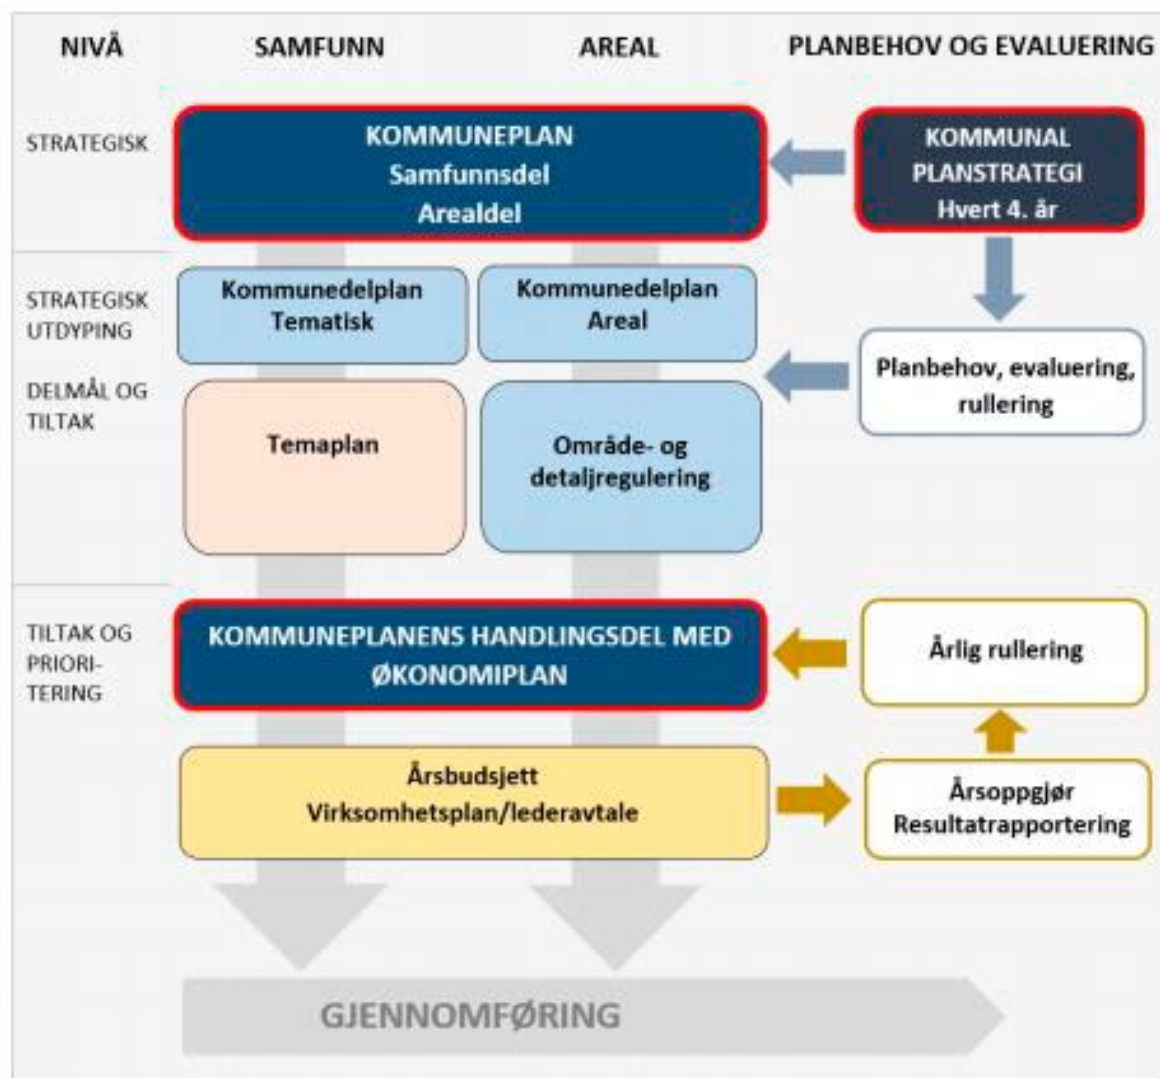 NIVÅ
SAMFUNN
AREAL
PLANBEHOV OG EVALUERING
STRATEGISK
KOMMUNEPLAN
Samfunnsdel
Arealdel
KOMMUNAL
PLANSTRATEGI
Hvert 4. år
STRATEGISK
UTDYPING
Kommunedelplan
Tematisk
Kommunedelplan
Areal
Planbehov, evaluering,
rullering
DELMÅL OG
TILTAK
Temaplan
Område- og
detaljregulering
TILTAK OG
PRIORI-
TERING
KOMMUNEPLANENS HANDLINGSDEL MED
ØKONOMIPLAN
Årlig rullering
Årsbudsjett
Virksomhetsplan/lederavtale
Årsoppgjør
Resultatrapportering
GJENNOMFØRING